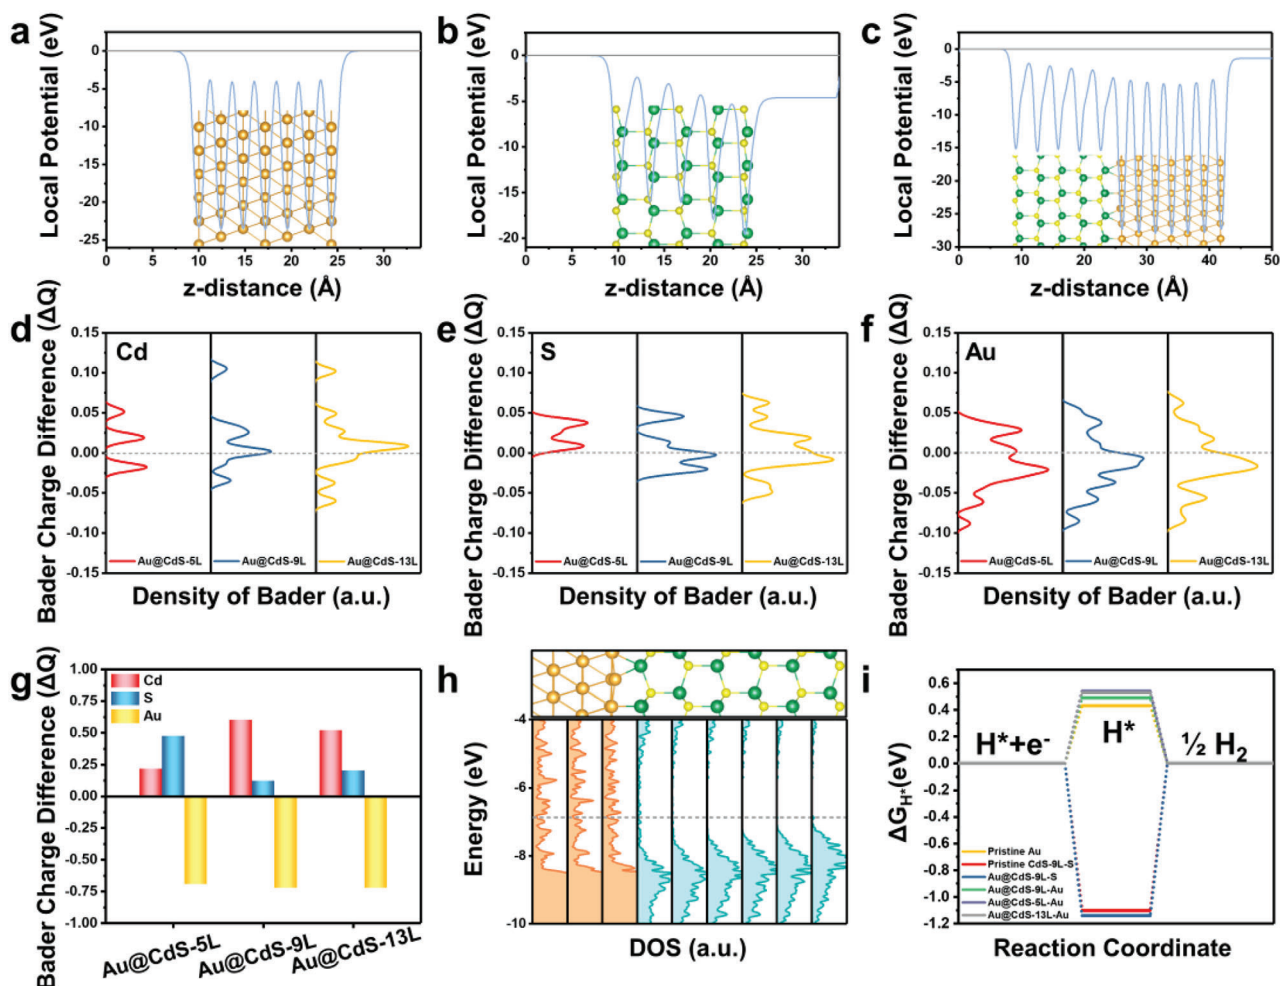 a
Local Potential (eV)
0
-5
-10
-15
-20
-25
0 5 10 15 20 25 30
z-distance (Å)
b
Local Potential (eV)
0
-5
-10
-15
-20
0 5 10 15 20 25 30
z-distance (Å)
c
Local Potential (eV)
0
-5
-10
-15
-20
-25
-30
0 10 20 30 40 50
z-distance (Å)
d
Bader Charge Difference (ΔQ)
0.15
0.10
0.05
0.00
-0.05
-0.10
-0.15
Cd
Au@CdS-5L Au@CdS-9L Au@CdS-13L
Density of Bader (a.u.)
e
Bader Charge Difference (ΔQ)
0.15
0.10
0.05
0.00
-0.05
-0.10
-0.15
S
Au@CdS-5L Au@CdS-9L Au@CdS-13L
Density of Bader (a.u.)
f
Bader Charge Difference (ΔQ)
0.15
0.10
0.05
0.00
-0.05
-0.10
-0.15
Au
Au@CdS-5L Au@CdS-9L Au@CdS-13L
Density of Bader (a.u.)
g
Bader Charge Difference (ΔQ)
1.00
0.75
0.50
0.25
0.00
-0.25
-0.50
-0.75
-1.00
Cd
S
Au
Au@CdS-5L Au@CdS-9L Au@CdS-13L
h
Energy (eV)
-4
-6
-8
-10
DOS (a.u.)
i
ΔG_H*(eV)
0.6
0.4
0.2
0.0
-0.2
-0.4
-0.6
-0.8
-1.0
-1.2
H*+e⁻ H* ½ H₂
Pristine Au
Pristine CdS-9L-S
Au@CdS-9L-S
Au@CdS-9L-Au
Au@CdS-5L-Au
Au@CdS-13L-Au
Reaction Coordinate